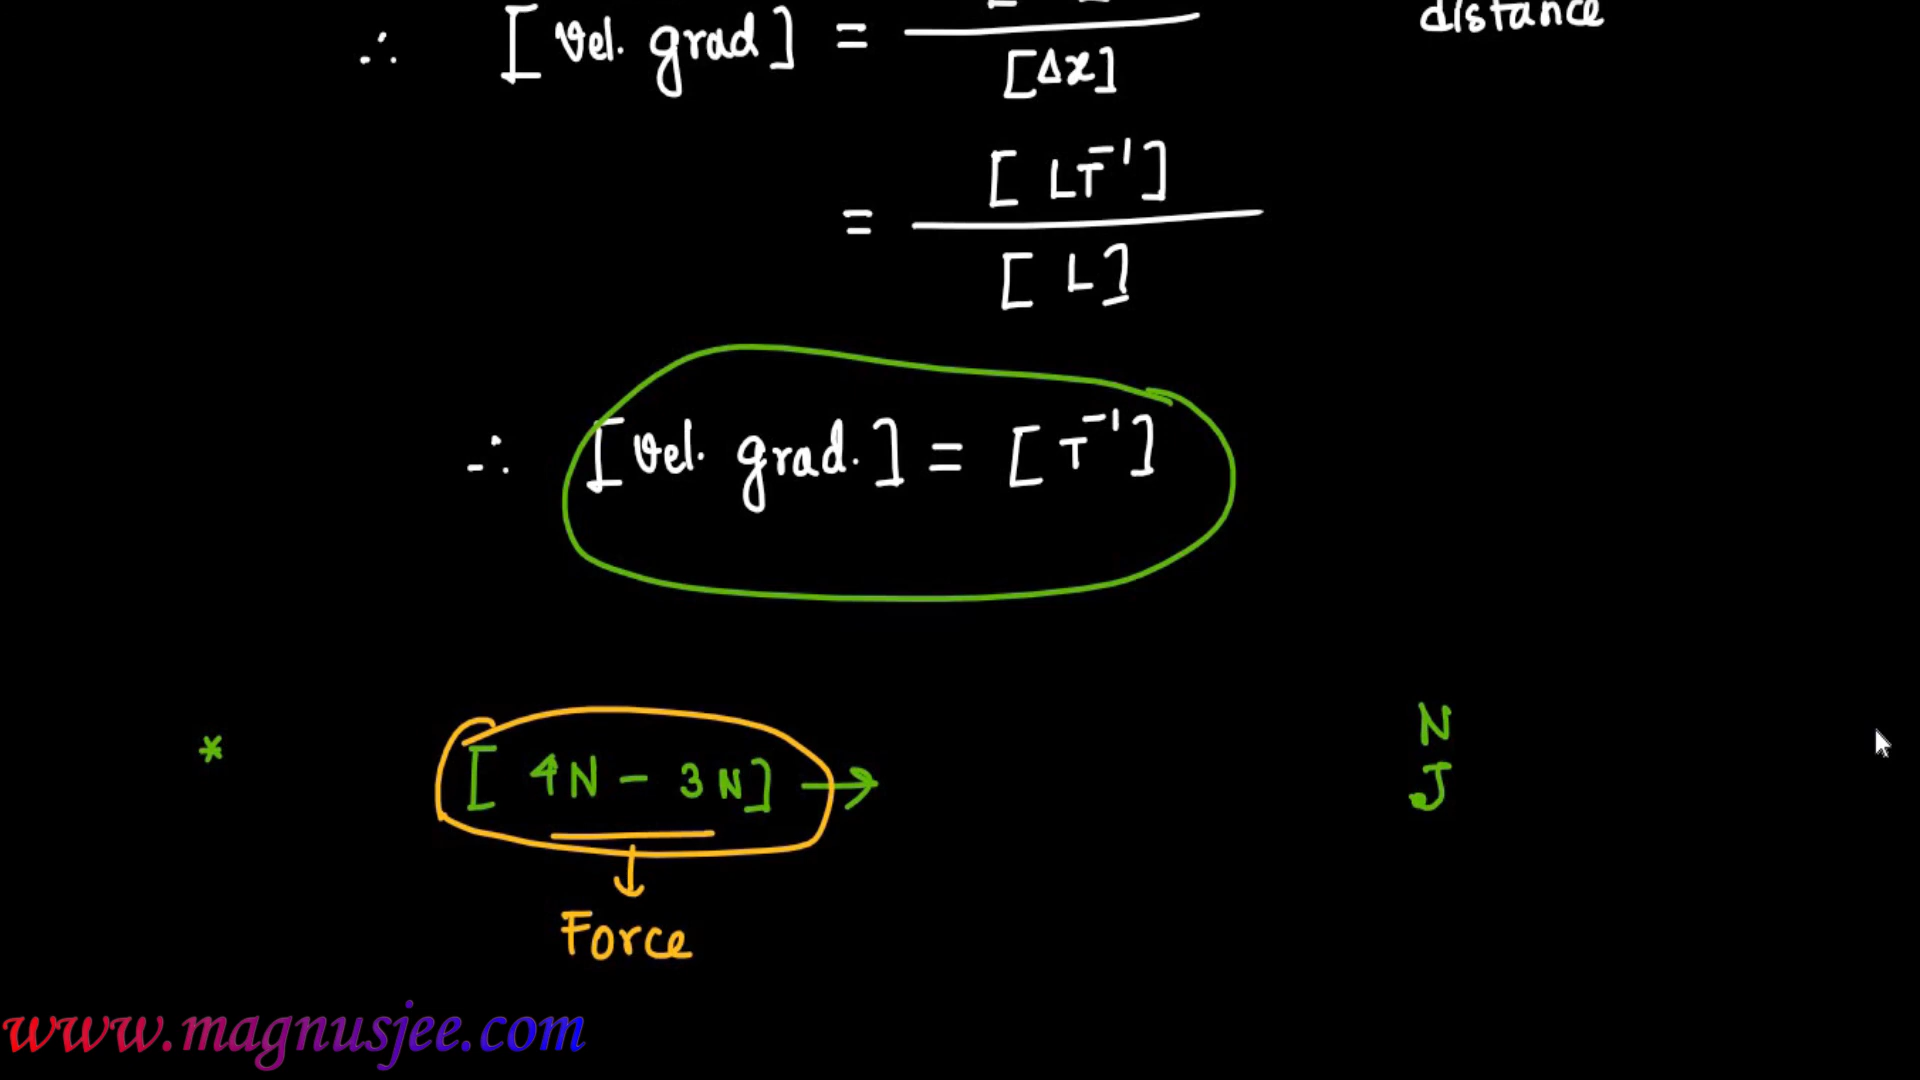 distance
∴ [vel. grad] = ――― [Δx]
= [LT⁻¹] / [L]
∴ [vel. grad.] = [T⁻¹]
* [4N − 3N] →
N
J
↓
Force
www.magnusjee.com